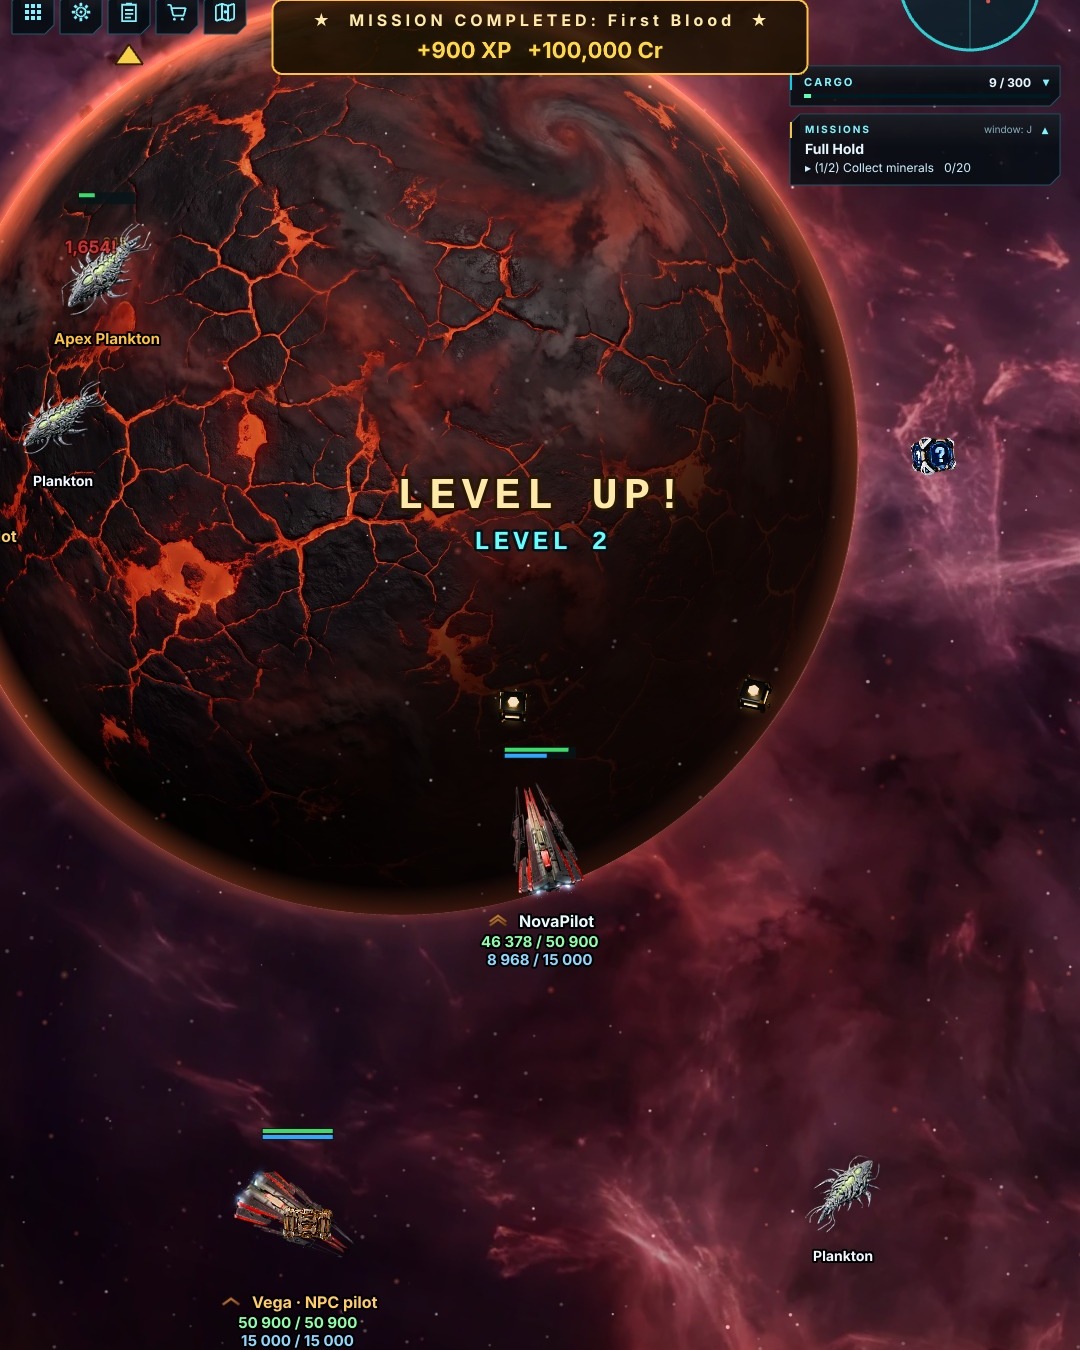 ★ MISSION COMPLETED: First Blood ★
+900 XP +100,000 Cr
CARGO 9 / 300 ▼
MISSIONS window: J ▲
Full Hold
▸ (1/2) Collect minerals 0/20
1,654!
Apex Plankton
Plankton
ot
?
LEVEL UP!
LEVEL 2
NovaPilot
46 378 / 50 900
8 968 / 15 000
Vega · NPC pilot
50 900 / 50 900
15 000 / 15 000
Plankton